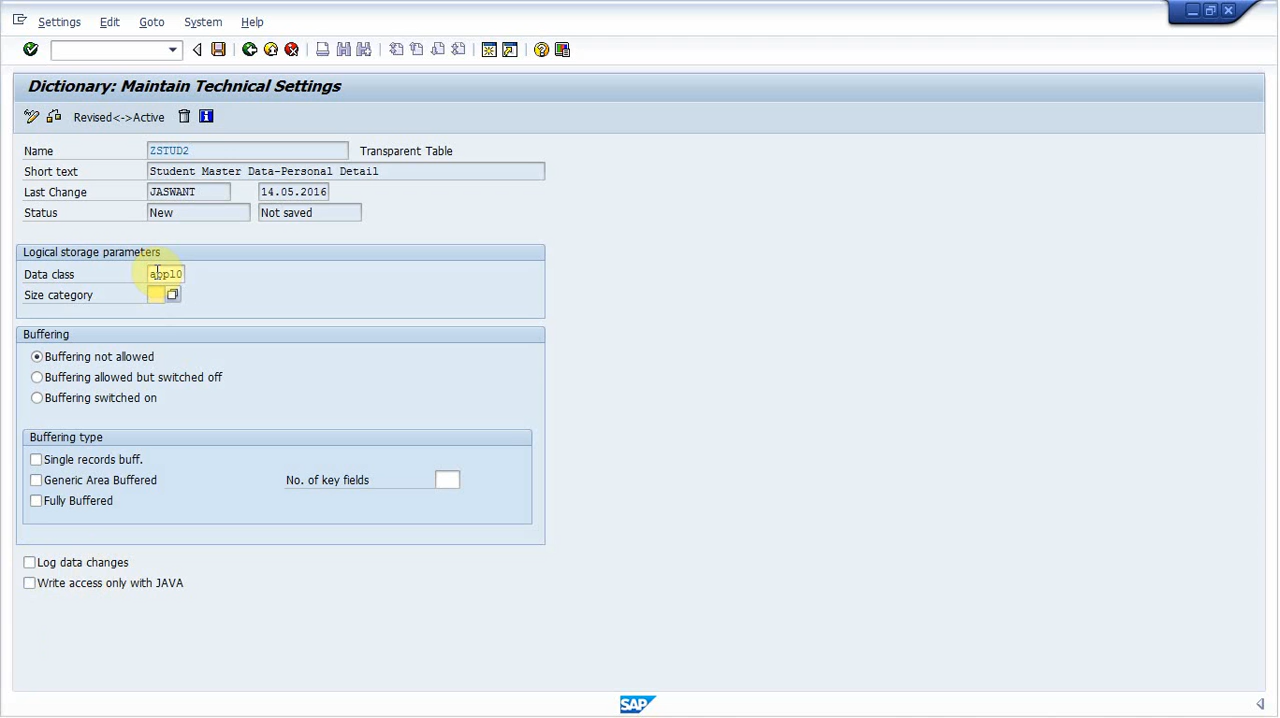 Settings Edit Goto System Help
Dictionary: Maintain Technical Settings
Revised<->Active
Name ZSTUD2 Transparent Table
Short text Student Master Data-Personal Detail
Last Change JASWANT 14.05.2016
Status New Not saved
Logical storage parameters
Data class appl0
Size category
Buffering
Buffering not allowed
Buffering allowed but switched off
Buffering switched on
Buffering type
Single records buff.
Generic Area Buffered No. of key fields
Fully Buffered
Log data changes
Write access only with JAVA
SAP